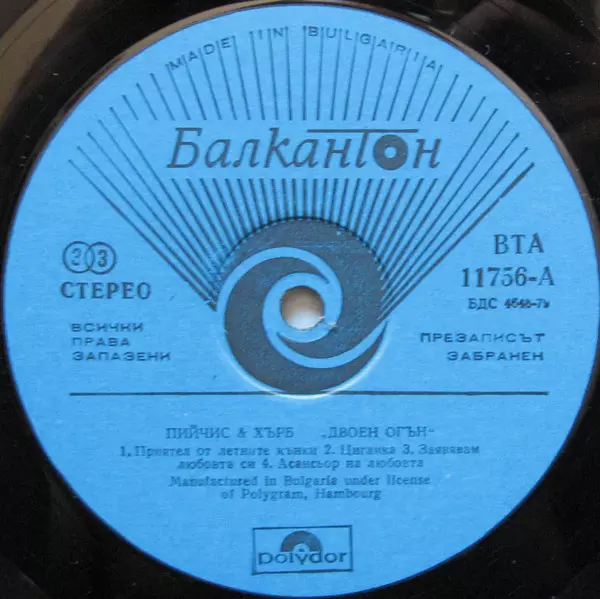 MADE IN BULGARIA
Балкантон
33
СТЕРЕО
ВТА
11756-А
БДС 4548-79
ВСИЧКИ
ПРАВА
ЗАПАЗЕНИ
ПРЕЗАПИСЪТ
ЗАБРАНЕН
ПИЙЧИС & ХЪРБ „ДВОЕН ОГЪН“
1. Приятел от летните кънки 2. Циганка 3. Заявявам
любовта си 4. Асансьор на любовта
Manufactured in Bulgaria under license
of Polygram, Hambourg
polydor